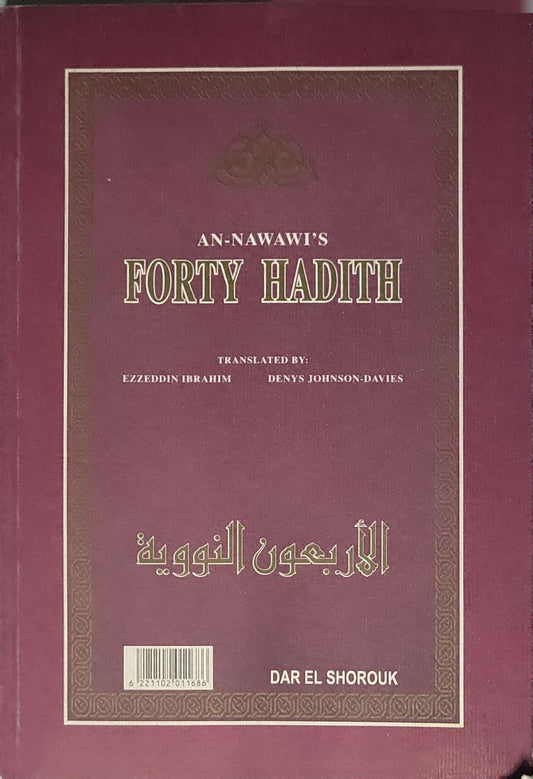 AN-NAWAWI'S
FORTY HADITH
TRANSLATED BY:
EZZEDDIN IBRAHIM DENYS JOHNSON-DAVIES
الأربعون النووية
6 221102 011686
DAR EL SHOROUK